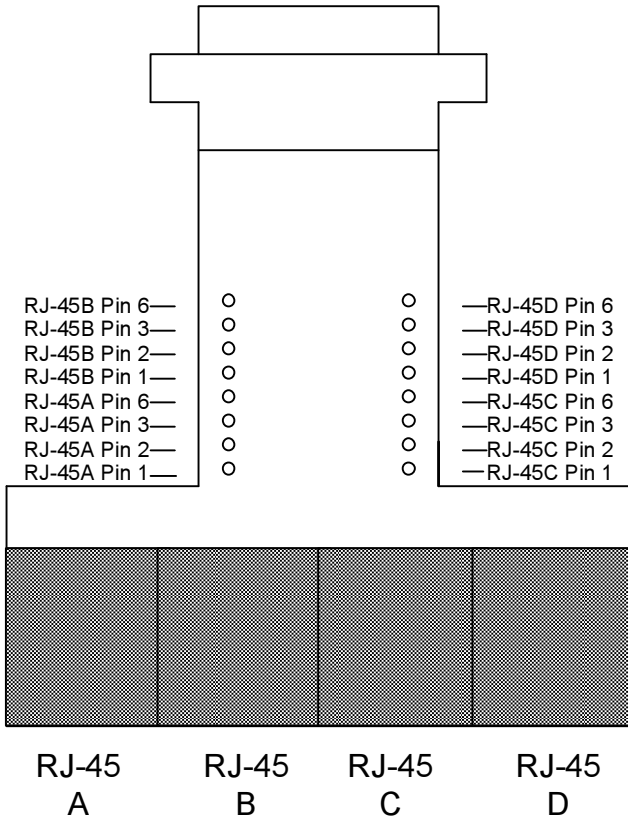 RJ-45B Pin 6
RJ-45B Pin 3
RJ-45B Pin 2
RJ-45B Pin 1
RJ-45A Pin 6
RJ-45A Pin 3
RJ-45A Pin 2
RJ-45A Pin 1
RJ-45D Pin 6
RJ-45D Pin 3
RJ-45D Pin 2
RJ-45D Pin 1
RJ-45C Pin 6
RJ-45C Pin 3
RJ-45C Pin 2
RJ-45C Pin 1
RJ-45
A
RJ-45
B
RJ-45
C
RJ-45
D